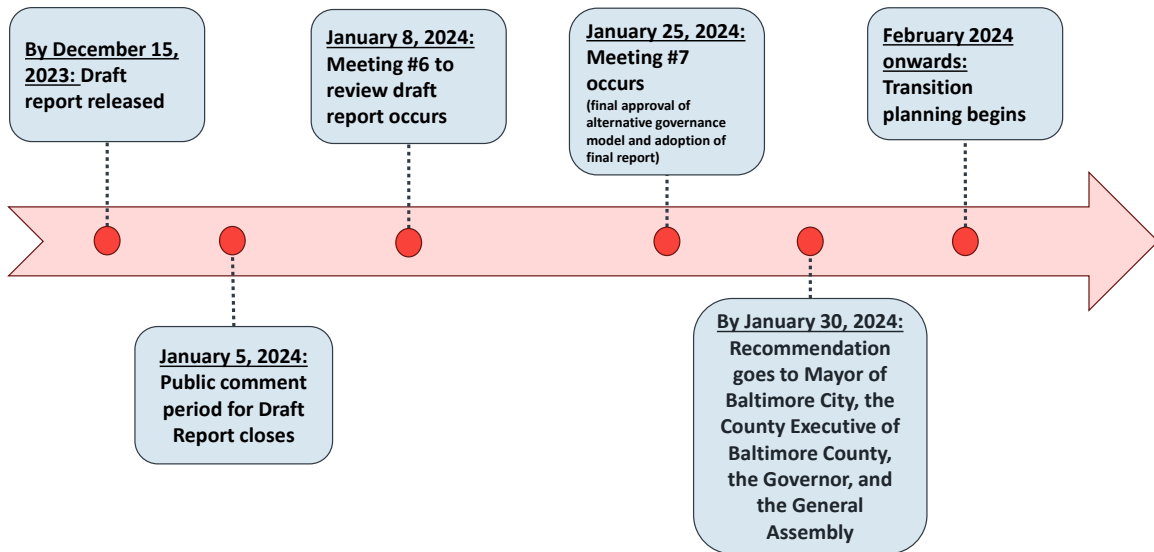 By December 15,
2023: Draft
report released
January 8, 2024:
Meeting #6 to
review draft
report occurs
January 25, 2024:
Meeting #7
occurs
(final approval of
alternative governance
model and adoption of
final report)
February 2024
onwards:
Transition
planning begins
January 5, 2024:
Public comment
period for Draft
Report closes
By January 30, 2024:
Recommendation
goes to Mayor of
Baltimore City, the
County Executive of
Baltimore County,
the Governor, and
the General
Assembly